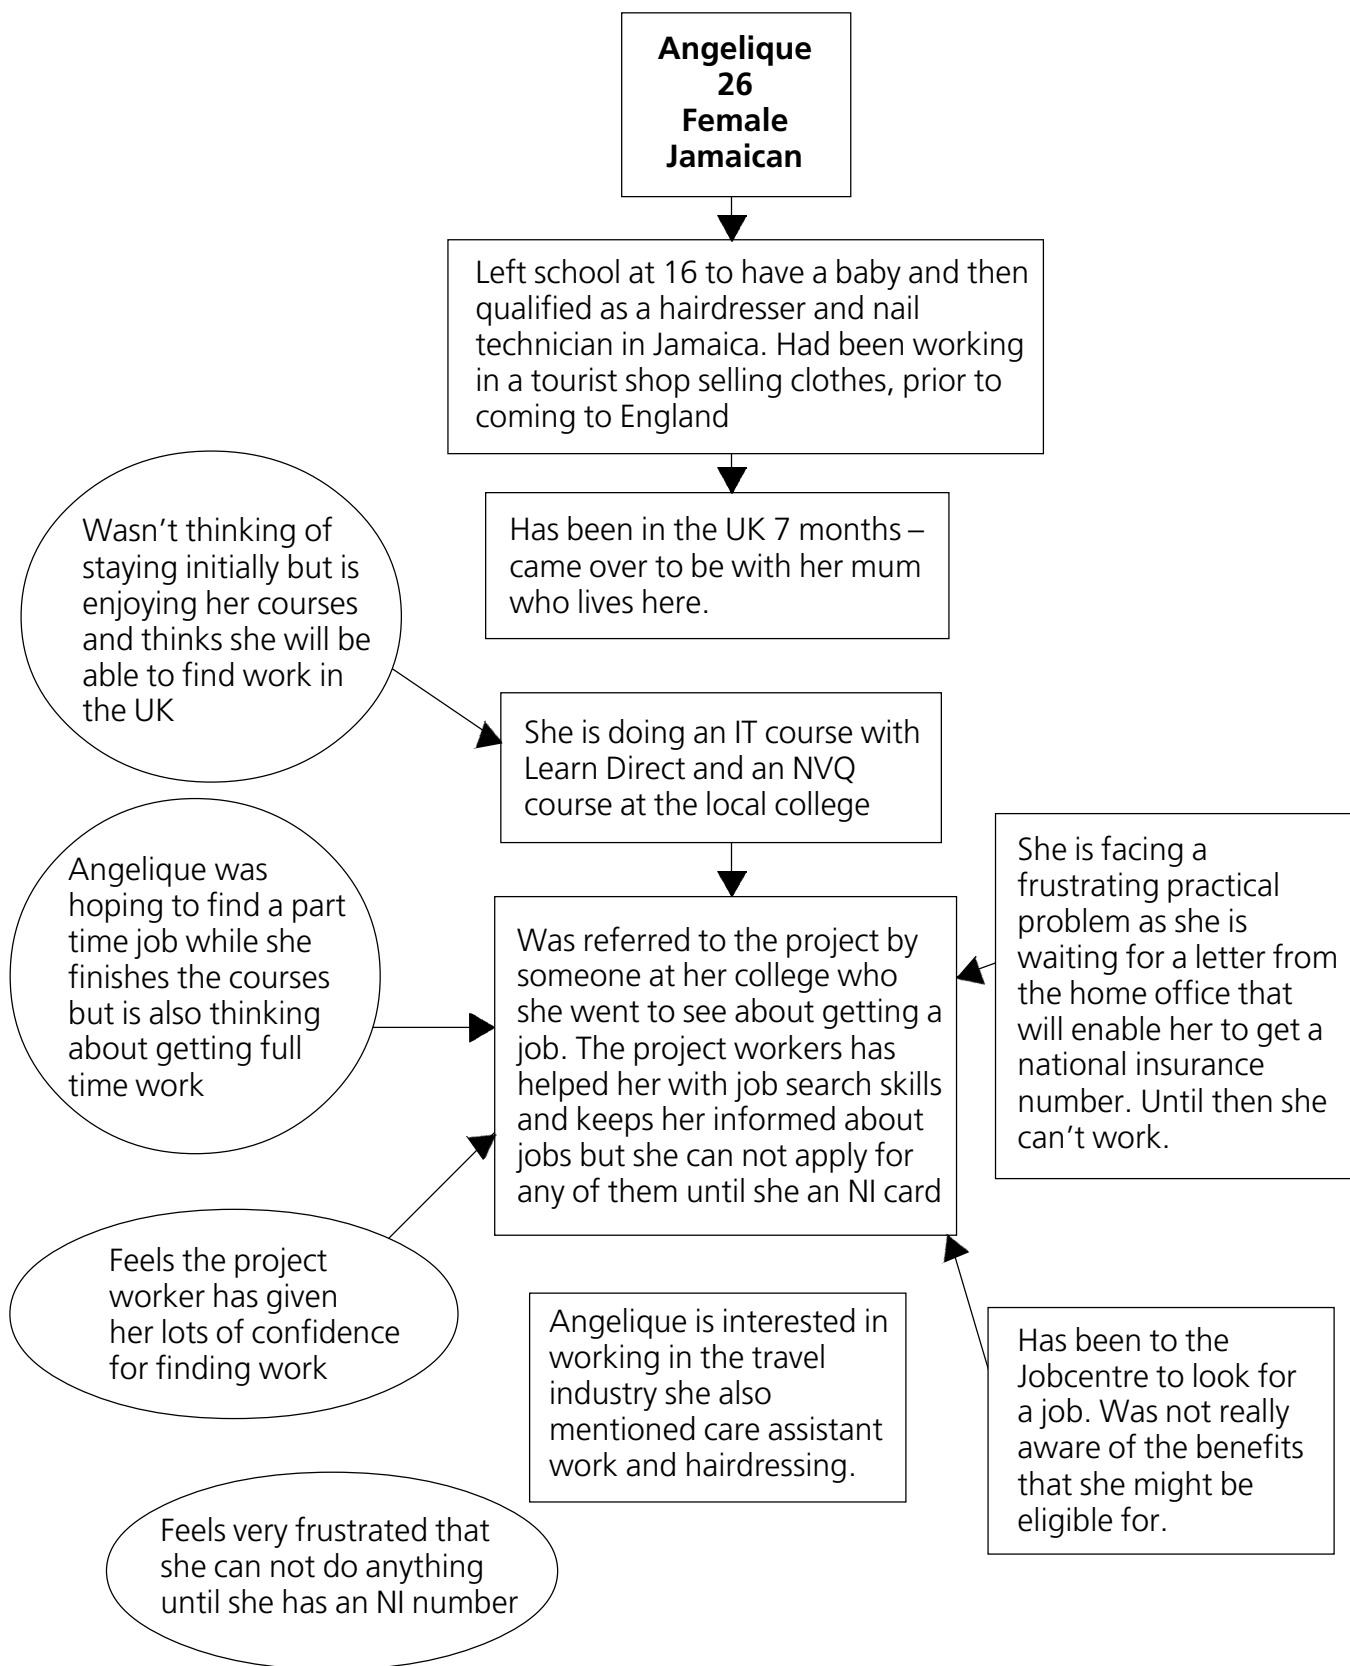 Angelique
26
Female
Jamaican
Left school at 16 to have a baby and then
qualified as a hairdresser and nail
technician in Jamaica. Had been working
in a tourist shop selling clothes, prior to
coming to England
Has been in the UK 7 months –
came over to be with her mum
who lives here.
Wasn't thinking of
staying initially but is
enjoying her courses
and thinks she will be
able to find work in
the UK
She is doing an IT course with
Learn Direct and an NVQ
course at the local college
Angelique was
hoping to find a part
time job while she
finishes the courses
but is also thinking
about getting full
time work
Was referred to the project by
someone at her college who
she went to see about getting a
job. The project workers has
helped her with job search skills
and keeps her informed about
jobs but she can not apply for
any of them until she an NI card
She is facing a
frustrating practical
problem as she is
waiting for a letter from
the home office that
will enable her to get a
national insurance
number. Until then she
can't work.
Feels the project
worker has given
her lots of confidence
for finding work
Angelique is interested in
working in the travel
industry she also
mentioned care assistant
work and hairdressing.
Has been to the
Jobcentre to look for
a job. Was not really
aware of the benefits
that she might be
eligible for.
Feels very frustrated that
she can not do anything
until she has an NI number